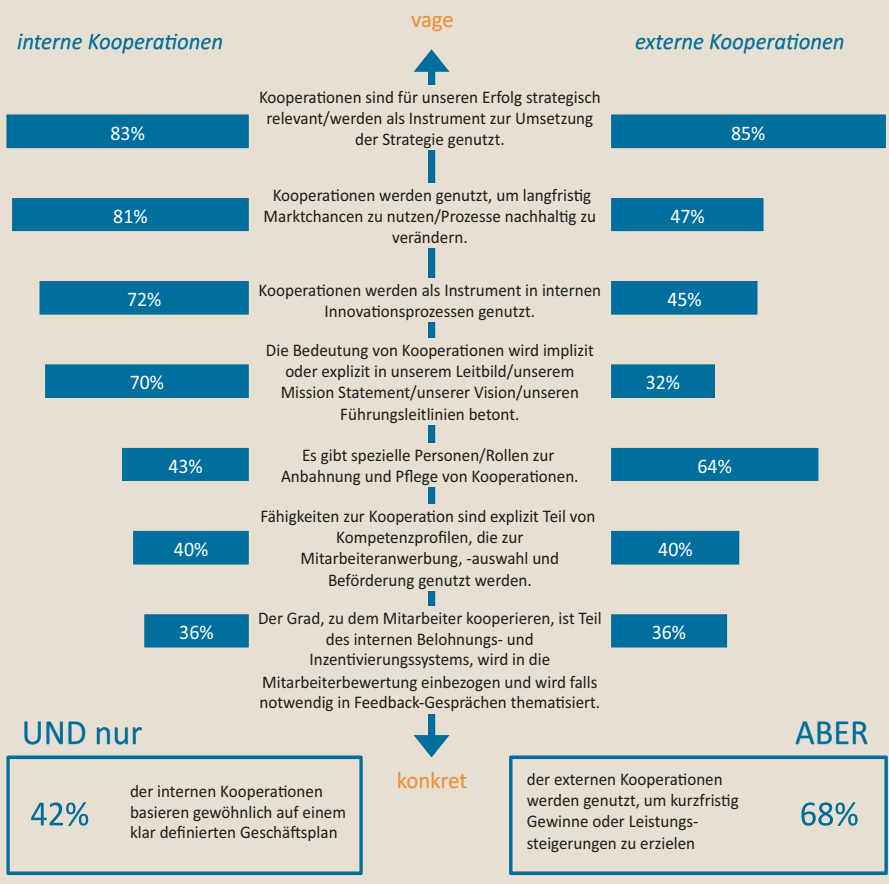 vage
interne Kooperationen
externe Kooperationen
Kooperationen sind für unseren Erfolg strategisch
relevant/werden als Instrument zur Umsetzung
der Strategie genutzt.
83%
85%
Kooperationen werden genutzt, um langfristig
Marktchancen zu nutzen/Prozesse nachhaltig zu
verändern.
81%
47%
Kooperationen werden als Instrument in internen
Innovationsprozessen genutzt.
72%
45%
Die Bedeutung von Kooperationen wird implizit
oder explizit in unserem Leitbild/unserem
Mission Statement/unserer Vision/unseren
Führungsleitlinien betont.
70%
32%
Es gibt spezielle Personen/Rollen zur
Anbahnung und Pflege von Kooperationen.
43%
64%
Fähigkeiten zur Kooperation sind explizit Teil von
Kompetenzprofilen, die zur
Mitarbeiteranwerbung, -auswahl und
Beförderung genutzt werden.
40%
40%
Der Grad, zu dem Mitarbeiter kooperieren, ist Teil
des internen Belohnungs- und
Inzentivierungssystems, wird in die
Mitarbeiterbewertung einbezogen und wird falls
notwendig in Feedback-Gesprächen thematisiert.
36%
36%
konkret
UND nur
42%
der internen Kooperationen
basieren gewöhnlich auf einem
klar definierten Geschäftsplan
ABER
der externen Kooperationen
werden genutzt, um kurzfristig
Gewinne oder Leistungs-
steigerungen zu erzielen
68%